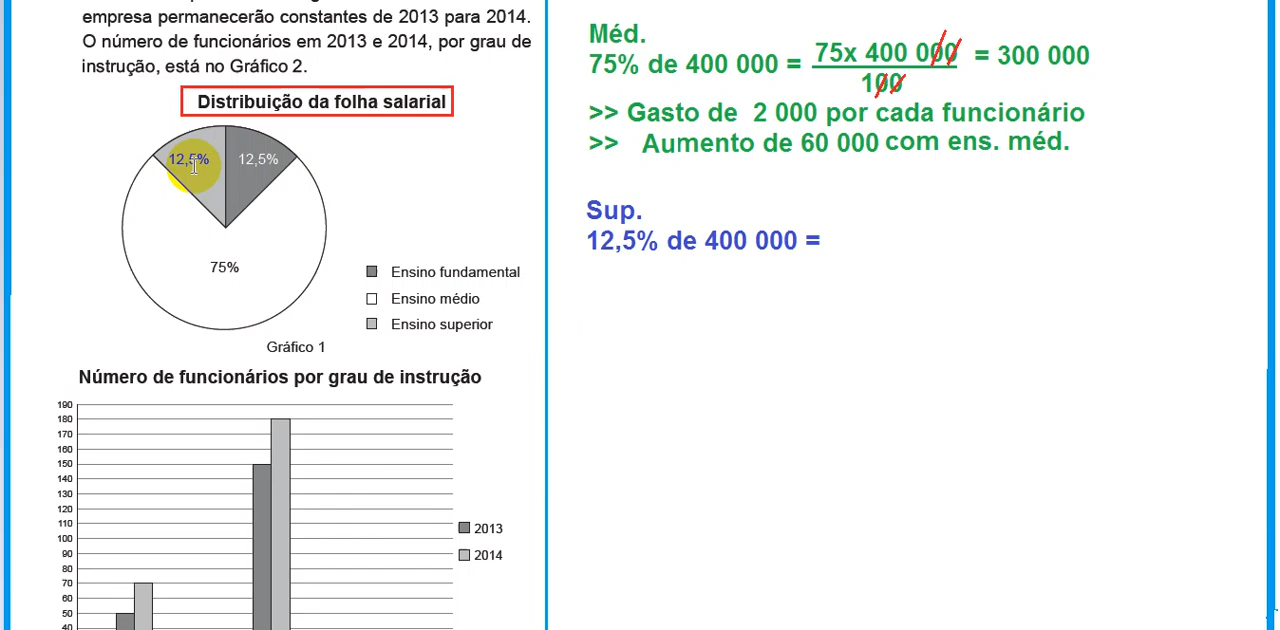 empresa permanecerão constantes de 2013 para 2014.
O número de funcionários em 2013 e 2014, por grau de
instrução, está no Gráfico 2.
Distribuição da folha salarial
12,5%
12,5%
75%
Ensino fundamental
Ensino médio
Ensino superior
Gráfico 1
Número de funcionários por grau de instrução
190
180
170
160
150
140
130
120
110
100
90
80
70
60
50
40
2013
2014
Méd.
75% de 400 000 = 75x 400 000 = 300 000
100
>> Gasto de 2 000 por cada funcionário
>> Aumento de 60 000 com ens. méd.
Sup.
12,5% de 400 000 =